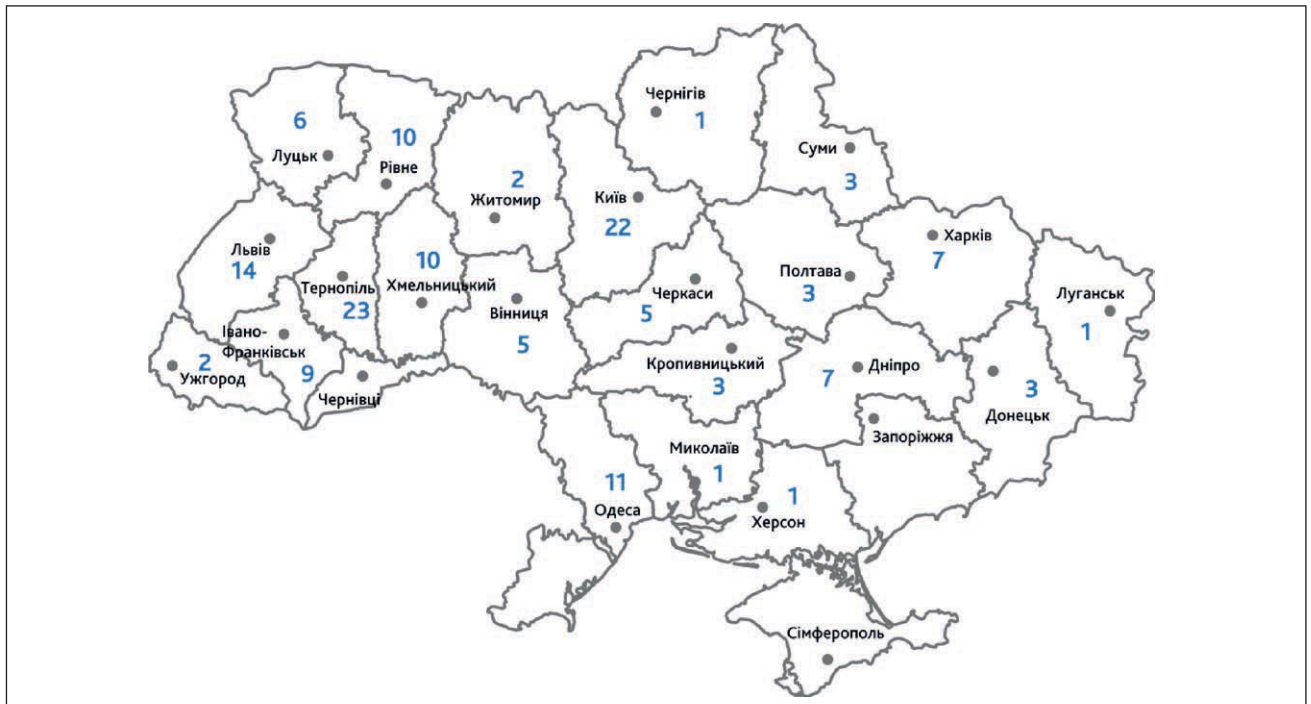 Чернігів
1
6
Луцьк
10
Рівне
Суми
3
2
Житомир
Київ
22
Львів
14
Харків
7
10
Хмельницький
Тернопіль
23
Полтава
3
Черкаси
5
Луганськ
1
Вінниця
5
Івано-
Франківськ
9
2
Ужгород
Чернівці
Кропивницький
3
7
Дніпро
3
Донецьк
Запоріжжя
Миколаїв
1
11
Одеса
1
Херсон
Сімферополь